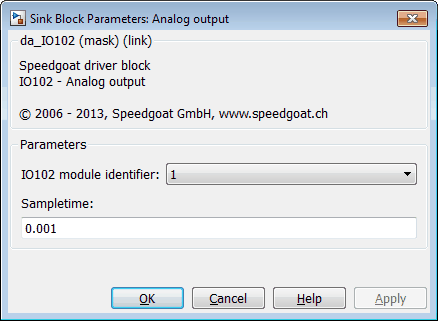 Sink Block Parameters: Analog output
da_IO102 (mask) (link)
Speedgoat driver block
IO102 - Analog output
© 2006 - 2013, Speedgoat GmbH, www.speedgoat.ch
Parameters
IO102 module identifier: 1
Sampletime:
0.001
OK Cancel Help Apply